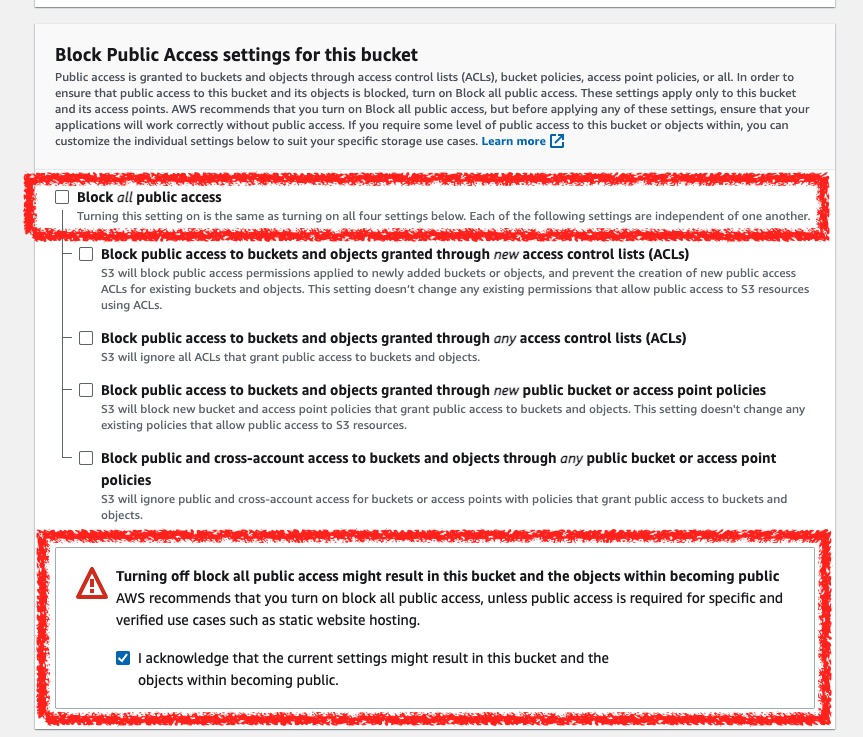 Block Public Access settings for this bucket
Public access is granted to buckets and objects through access control lists (ACLs), bucket policies, access point policies, or all. In order to
ensure that public access to this bucket and its objects is blocked, turn on Block all public access. These settings apply only to this bucket
and its access points. AWS recommends that you turn on Block all public access, but before applying any of these settings, ensure that your
applications will work correctly without public access. If you require some level of public access to this bucket or objects within, you can
customize the individual settings below to suit your specific storage use cases. Learn more
Block all public access
Turning this setting on is the same as turning on all four settings below. Each of the following settings are independent of one another.
Block public access to buckets and objects granted through new access control lists (ACLs)
S3 will block public access permissions applied to newly added buckets or objects, and prevent the creation of new public access
ACLs for existing buckets and objects. This setting doesn't change any existing permissions that allow public access to S3 resources
using ACLs.
Block public access to buckets and objects granted through any access control lists (ACLs)
S3 will ignore all ACLs that grant public access to buckets and objects.
Block public access to buckets and objects granted through new public bucket or access point policies
S3 will block new bucket and access point policies that grant public access to buckets and objects. This setting doesn't change any
existing policies that allow public access to S3 resources.
Block public and cross-account access to buckets and objects through any public bucket or access point
policies
S3 will ignore public and cross-account access for buckets or access points with policies that grant public access to buckets and
objects.
Turning off block all public access might result in this bucket and the objects within becoming public
AWS recommends that you turn on block all public access, unless public access is required for specific and
verified use cases such as static website hosting.
I acknowledge that the current settings might result in this bucket and the
objects within becoming public.